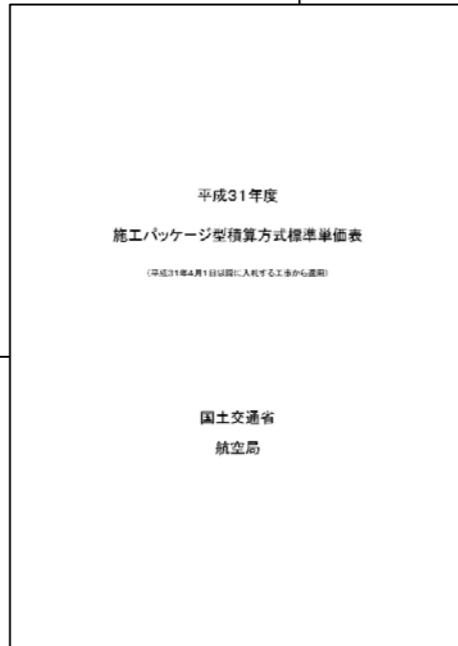 平成31年度
施工パッケージ型積算方式標準単価表
(平成31年4月1日以降に入札する工事から適用)
国土交通省
航空局